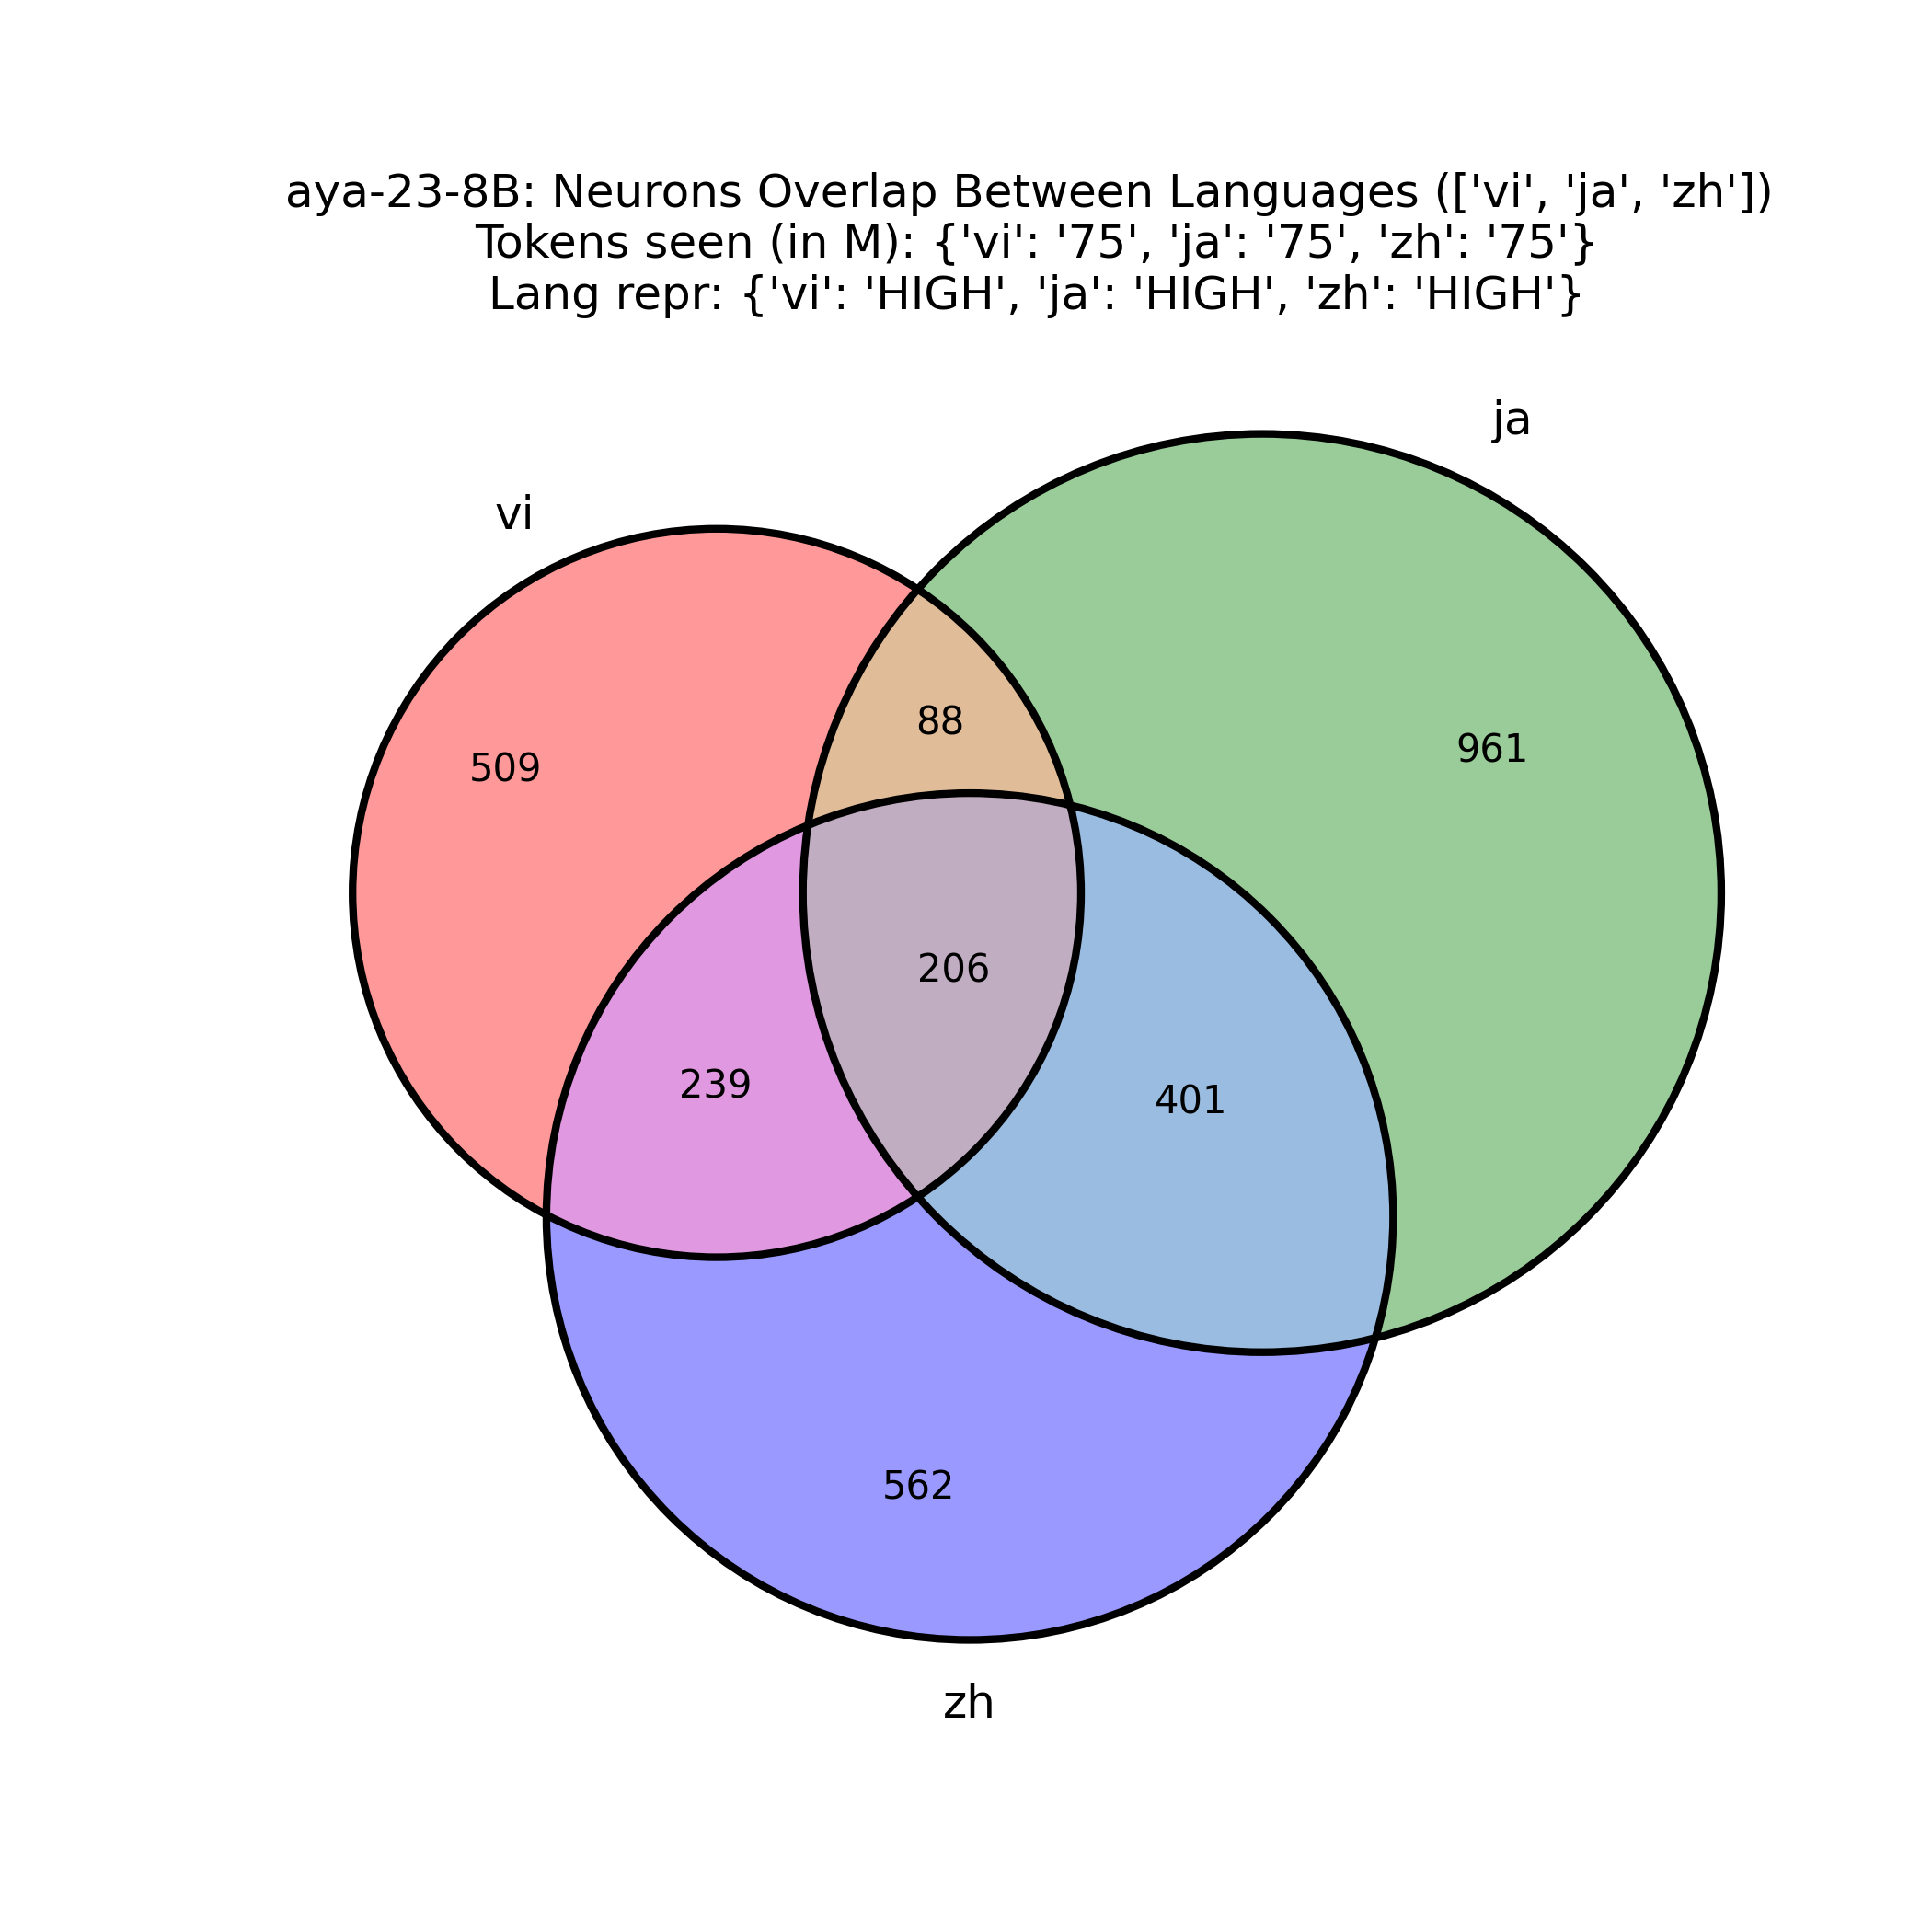 aya-23-8B: Neurons Overlap Between Languages (['vi', 'ja', 'zh'])
Tokens seen (in M): {'vi': '75', 'ja': '75', 'zh': '75'}
Lang repr: {'vi': 'HIGH', 'ja': 'HIGH', 'zh': 'HIGH'}
ja
vi
88
961
509
206
239
401
562
zh